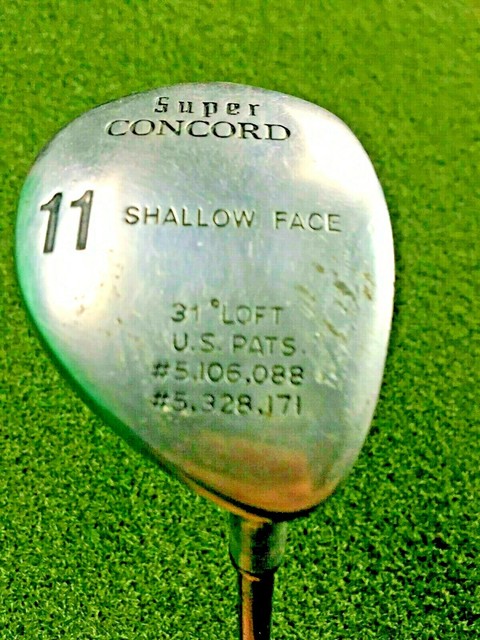 Super
CONCORD
11 SHALLOW FACE
31° LOFT
U.S. PATS.
#5,106,088
#5,328,171